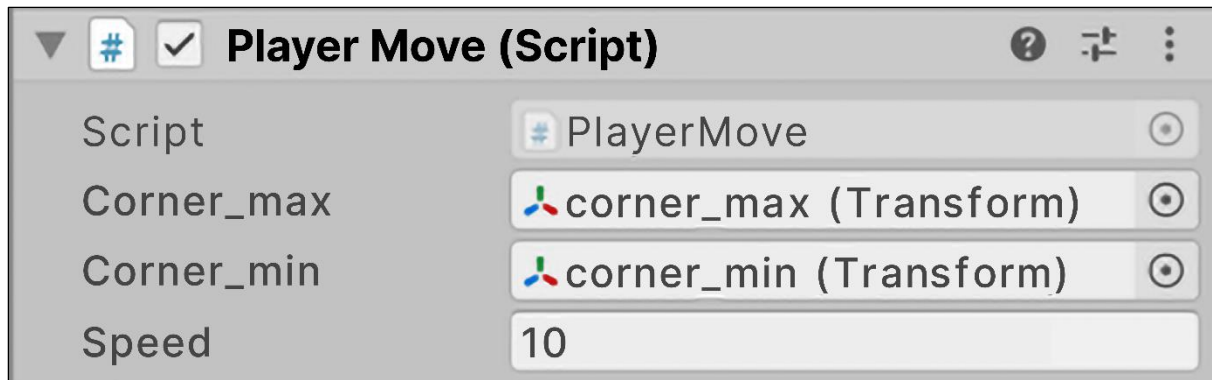 Player Move (Script)
Script # PlayerMove
Corner_max corner_max (Transform)
Corner_min corner_min (Transform)
Speed 10